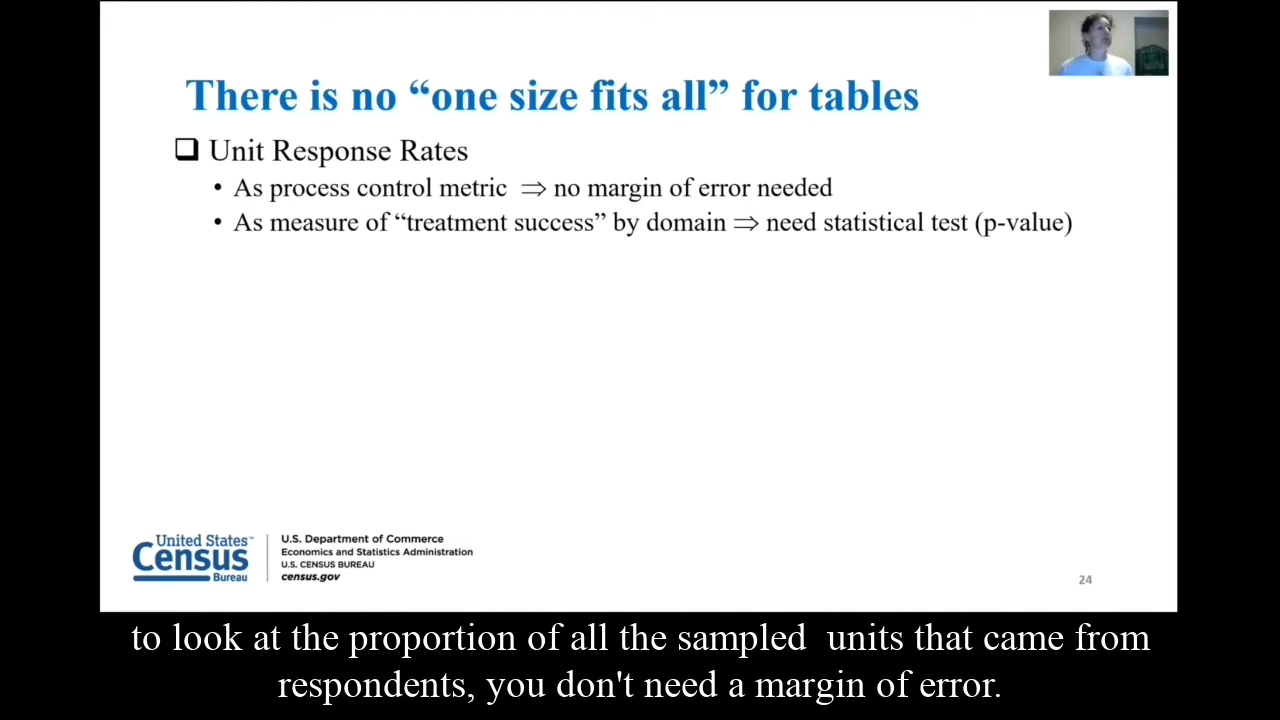 There is no “one size fits all” for tables
❑ Unit Response Rates
• As process control metric ⇒ no margin of error needed
• As measure of “treatment success” by domain ⇒ need statistical test (p-value)
United States™
Census
Bureau
U.S. Department of Commerce
Economics and Statistics Administration
U.S. CENSUS BUREAU
census.gov
24
to look at the proportion of all the sampled units that came from
respondents, you don't need a margin of error.